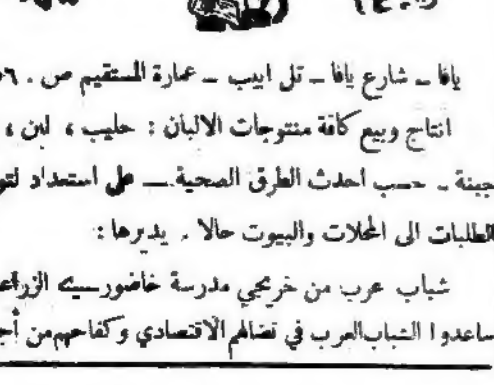 يافا ـ شارع يافا ـ تل ابيب ـ عمارة المستقيم ص .
انتاج وبيع كافة منتوجات الالبان : حليب ، لبن ،
جبنة ـ حسب احدث الطرق الصحية ـ على استعداد
الطلبات الى المحلات والبيوت حالا . يديرها :
شباب عرب من خريجي مدرسة خاضوري
ساعدوا الشباب العرب في نضالهم الاقتصادي وكفاحهم من